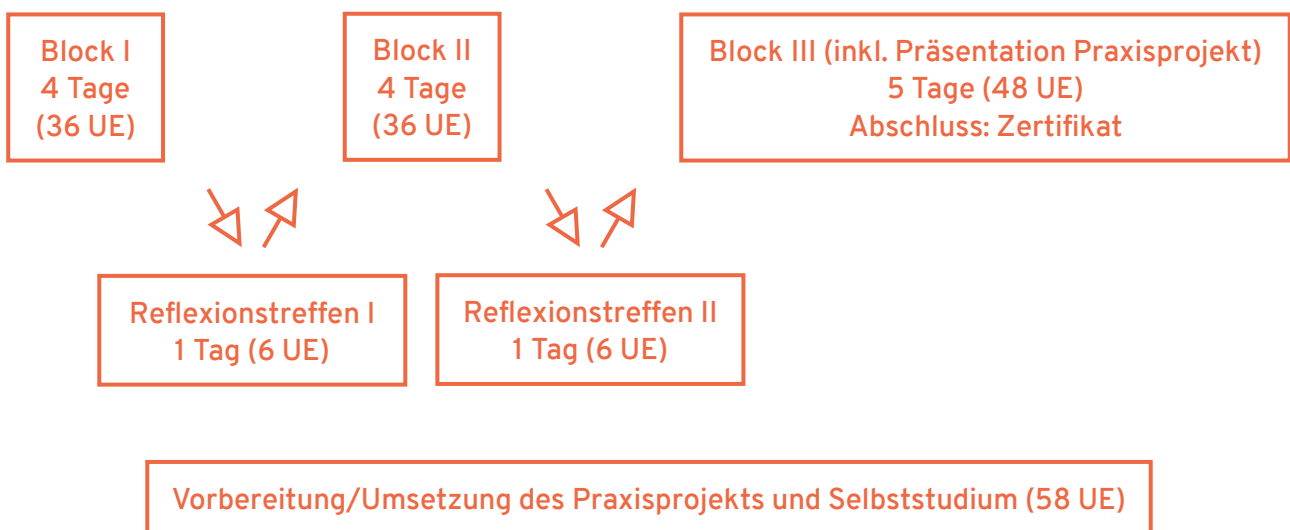 Block I
4 Tage
(36 UE)
Block II
4 Tage
(36 UE)
Block III (inkl. Präsentation Praxisprojekt)
5 Tage (48 UE)
Abschluss: Zertifikat
Reflexionstreffen I
1 Tag (6 UE)
Reflexionstreffen II
1 Tag (6 UE)
Vorbereitung/Umsetzung des Praxisprojekts und Selbststudium (58 UE)